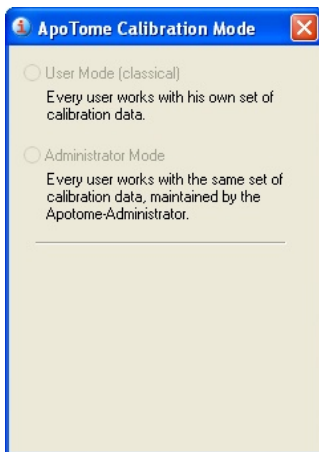 ApoTome Calibration Mode
User Mode (classical)
Every user works with his own set of
calibration data.
Administrator Mode
Every user works with the same set of
calibration data, maintained by the
Apotome-Administrator.